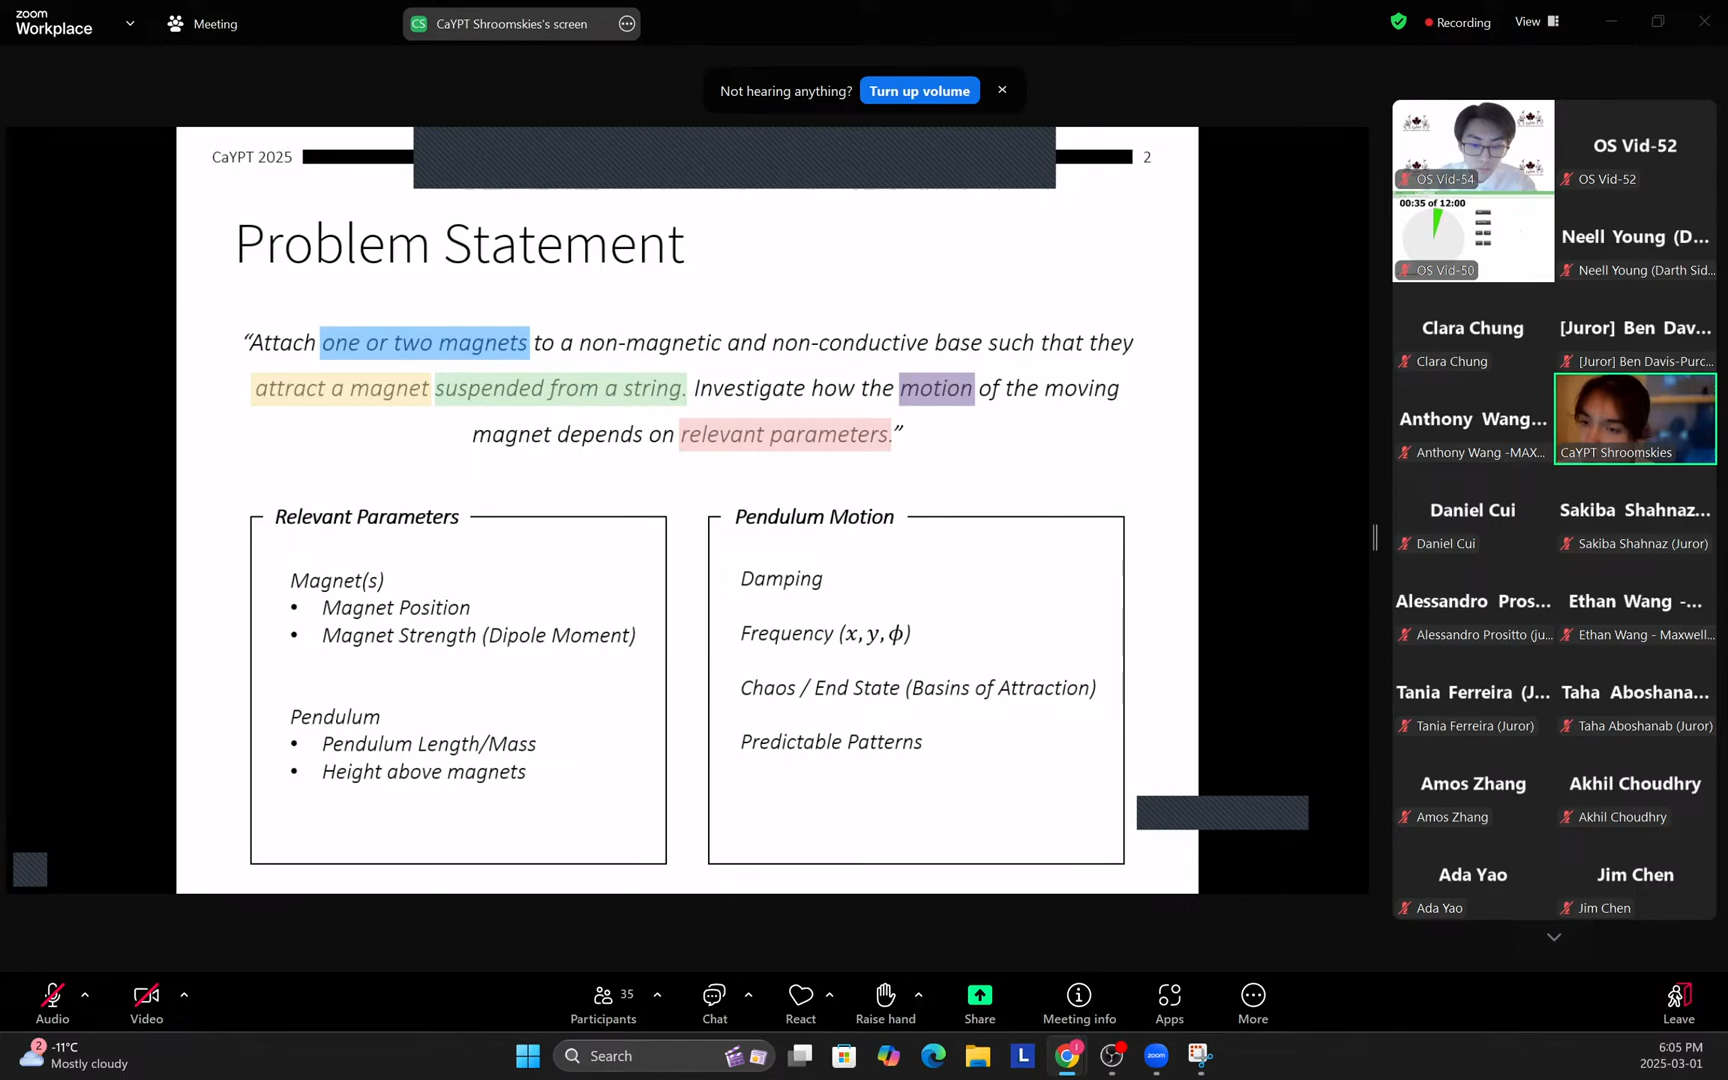 zoom
Workplace
Meeting
CS CaYPT Shroomskies's screen
Recording
View
Not hearing anything? Turn up volume
CaYPT 2025
2
Problem Statement
“Attach one or two magnets to a non-magnetic and non-conductive base such that they
attract a magnet suspended from a string. Investigate how the motion of the moving
magnet depends on relevant parameters.”
Relevant Parameters
Magnet(s)
• Magnet Position
• Magnet Strength (Dipole Moment)
Pendulum
• Pendulum Length/Mass
• Height above magnets
Pendulum Motion
Damping
Frequency (x, y, ϕ)
Chaos / End State (Basins of Attraction)
Predictable Patterns
OS Vid-54
OS Vid-52
OS Vid-52
00:35 of 12:00
OS Vid-50
Neell Young (D...
Neell Young (Darth Sid...
Clara Chung
Clara Chung
[Juror] Ben Dav...
[Juror] Ben Davis-Purc...
Anthony Wang...
Anthony Wang -MAX...
CaYPT Shroomskies
Daniel Cui
Daniel Cui
Sakiba Shahnaz...
Sakiba Shahnaz (Juror)
Alessandro Pros...
Alessandro Prositto (ju...
Ethan Wang -...
Ethan Wang - Maxwell...
Tania Ferreira (J...
Tania Ferreira (Juror)
Taha Aboshana...
Taha Aboshanab (Juror)
Amos Zhang
Amos Zhang
Akhil Choudhry
Akhil Choudhry
Ada Yao
Ada Yao
Jim Chen
Jim Chen
Audio
Video
35
Participants
Chat
React
Raise hand
Share
Meeting info
Apps
More
Leave
2
-11°C
Mostly cloudy
Search
L
zoom
6:05 PM
2025-03-01